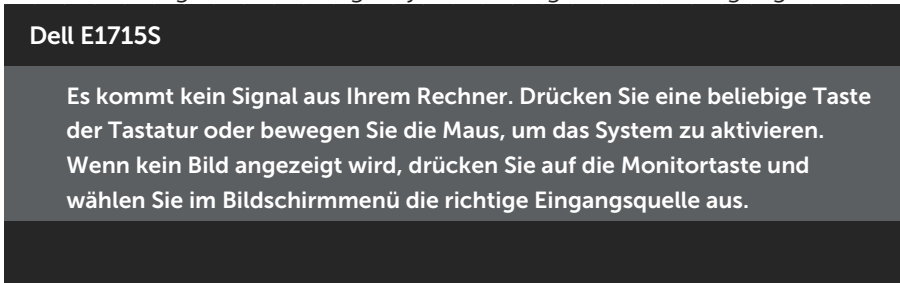 Dell E1715S
Es kommt kein Signal aus Ihrem Rechner. Drücken Sie eine beliebige Taste
der Tastatur oder bewegen Sie die Maus, um das System zu aktivieren.
Wenn kein Bild angezeigt wird, drücken Sie auf die Monitortaste und
wählen Sie im Bildschirmmenü die richtige Eingangsquelle aus.